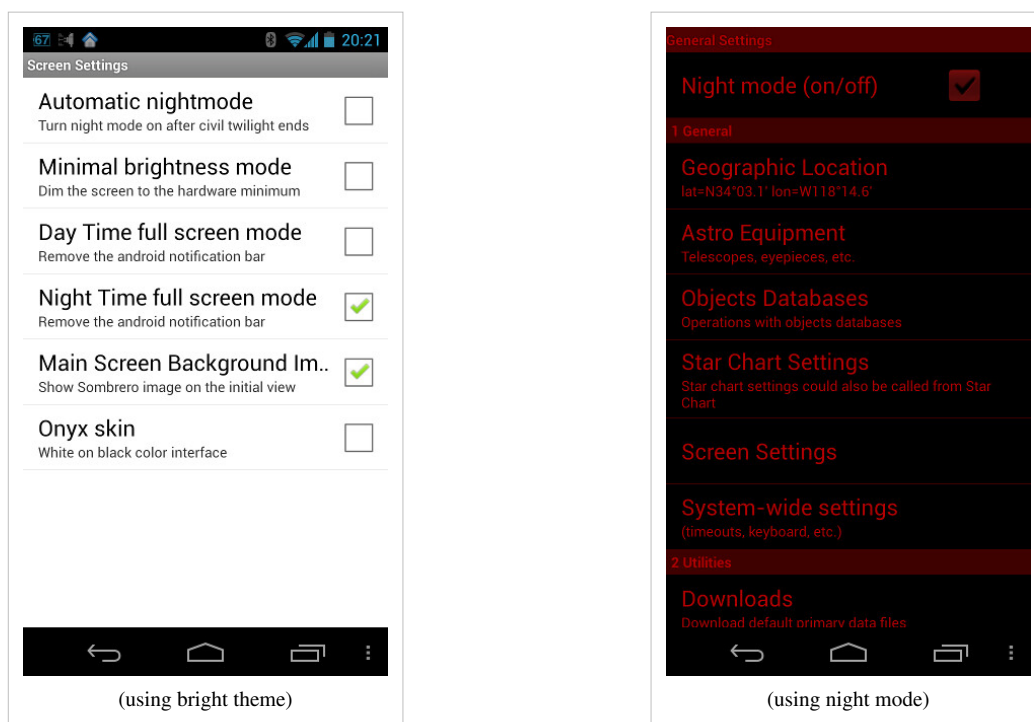 67
20:21
Screen Settings
Automatic nightmode
Turn night mode on after civil twilight ends
Minimal brightness mode
Dim the screen to the hardware minimum
Day Time full screen mode
Remove the android notification bar
Night Time full screen mode
Remove the android notification bar
Main Screen Background Im..
Show Sombrero image on the initial view
Onyx skin
White on black color interface
(using bright theme)
General Settings
Night mode (on/off)
1 General
Geographic Location
lat=N34°03.1' lon=W118°14.6'
Astro Equipment
Telescopes, eyepieces, etc.
Objects Databases
Operations with objects databases
Star Chart Settings
Star chart settings could also be called from Star
Chart
Screen Settings
System-wide settings
(timeouts, keyboard, etc.)
2 Utilities
Downloads
Download default primary data files
(using night mode)